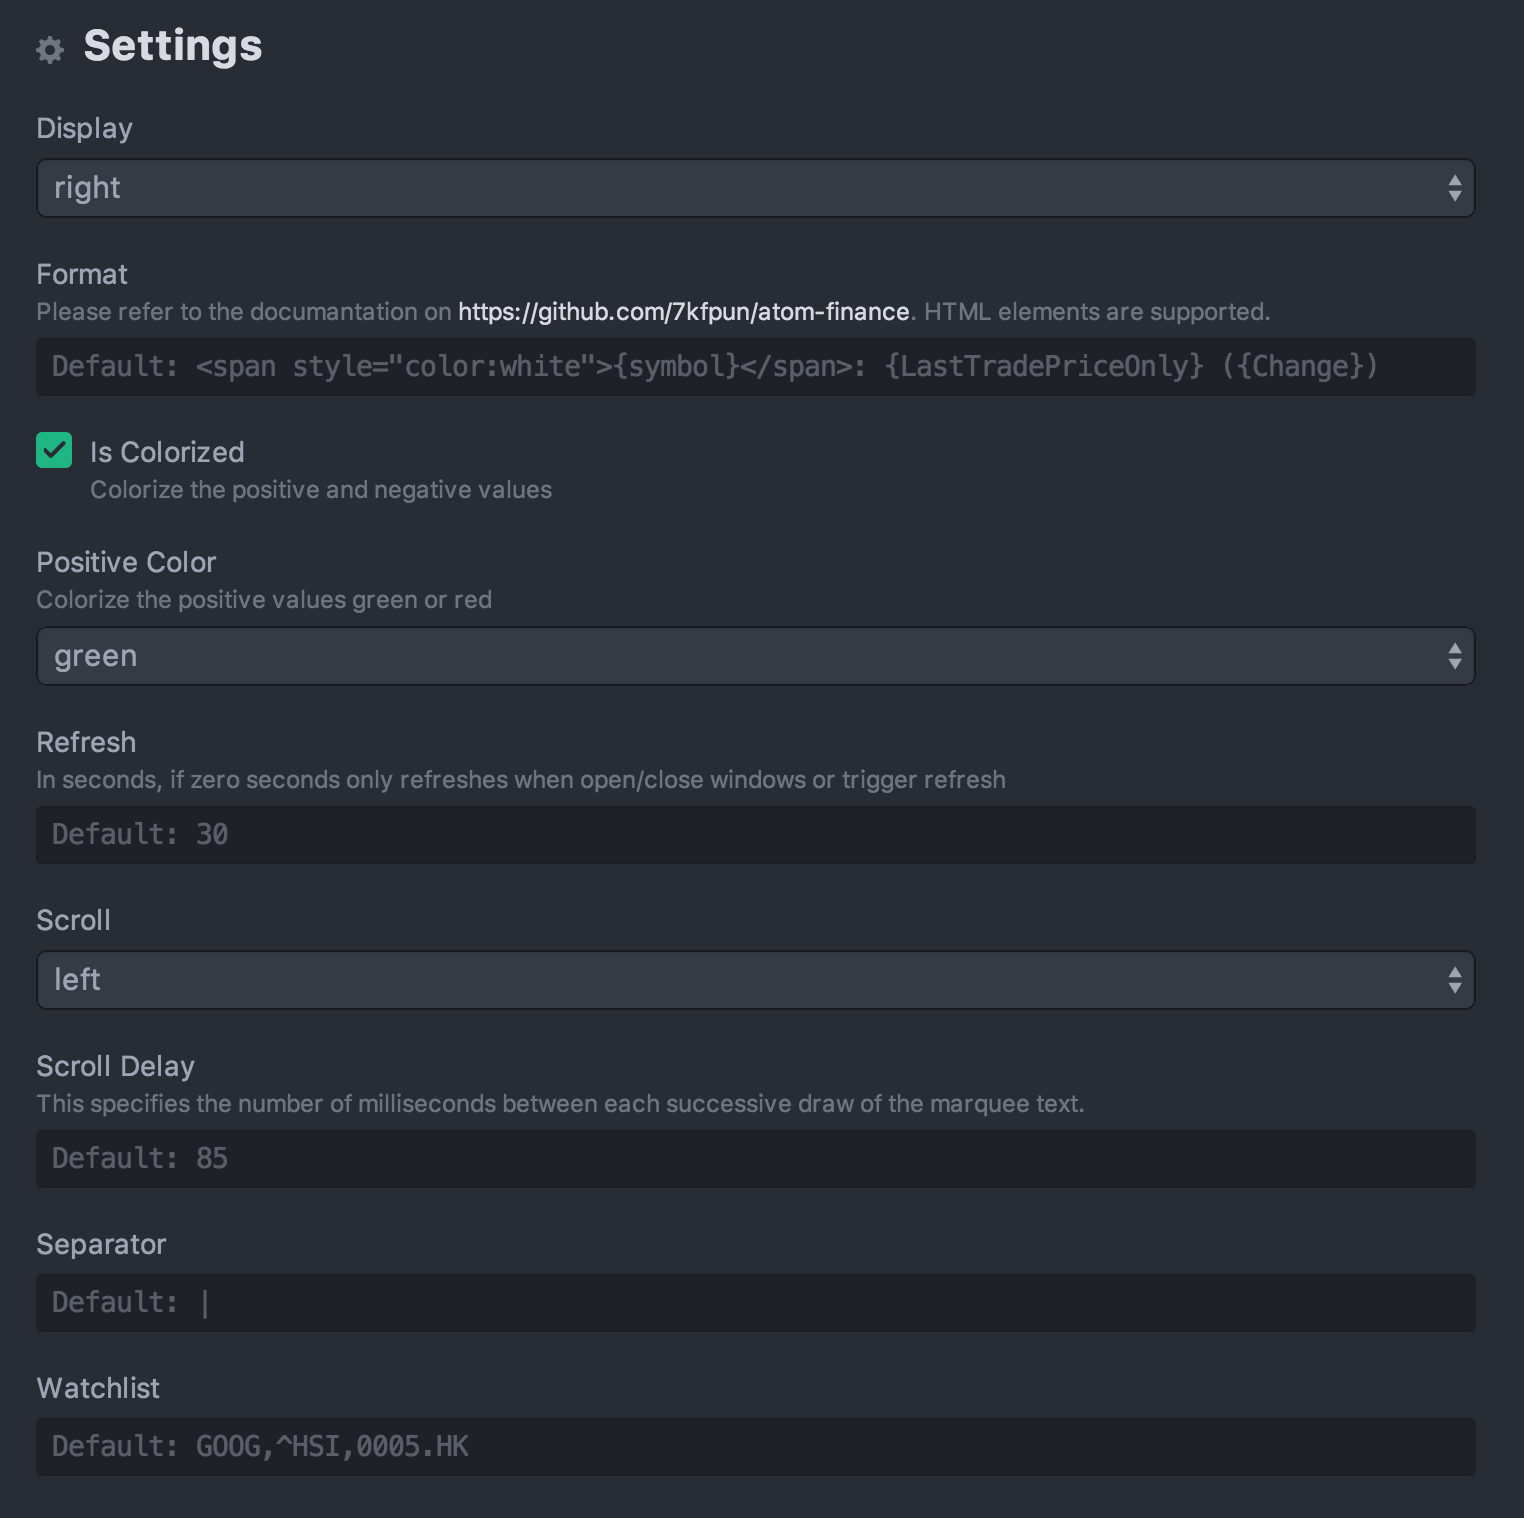 Settings
Display
right
Format
Please refer to the documantation on https://github.com/7kfpun/atom-finance. HTML elements are supported.
Default: <span style="color:white">{symbol}</span>: {LastTradePriceOnly} ({Change})
Is Colorized
Colorize the positive and negative values
Positive Color
Colorize the positive values green or red
green
Refresh
In seconds, if zero seconds only refreshes when open/close windows or trigger refresh
Default: 30
Scroll
left
Scroll Delay
This specifies the number of milliseconds between each successive draw of the marquee text.
Default: 85
Separator
Default: |
Watchlist
Default: GOOG,^HSI,0005.HK